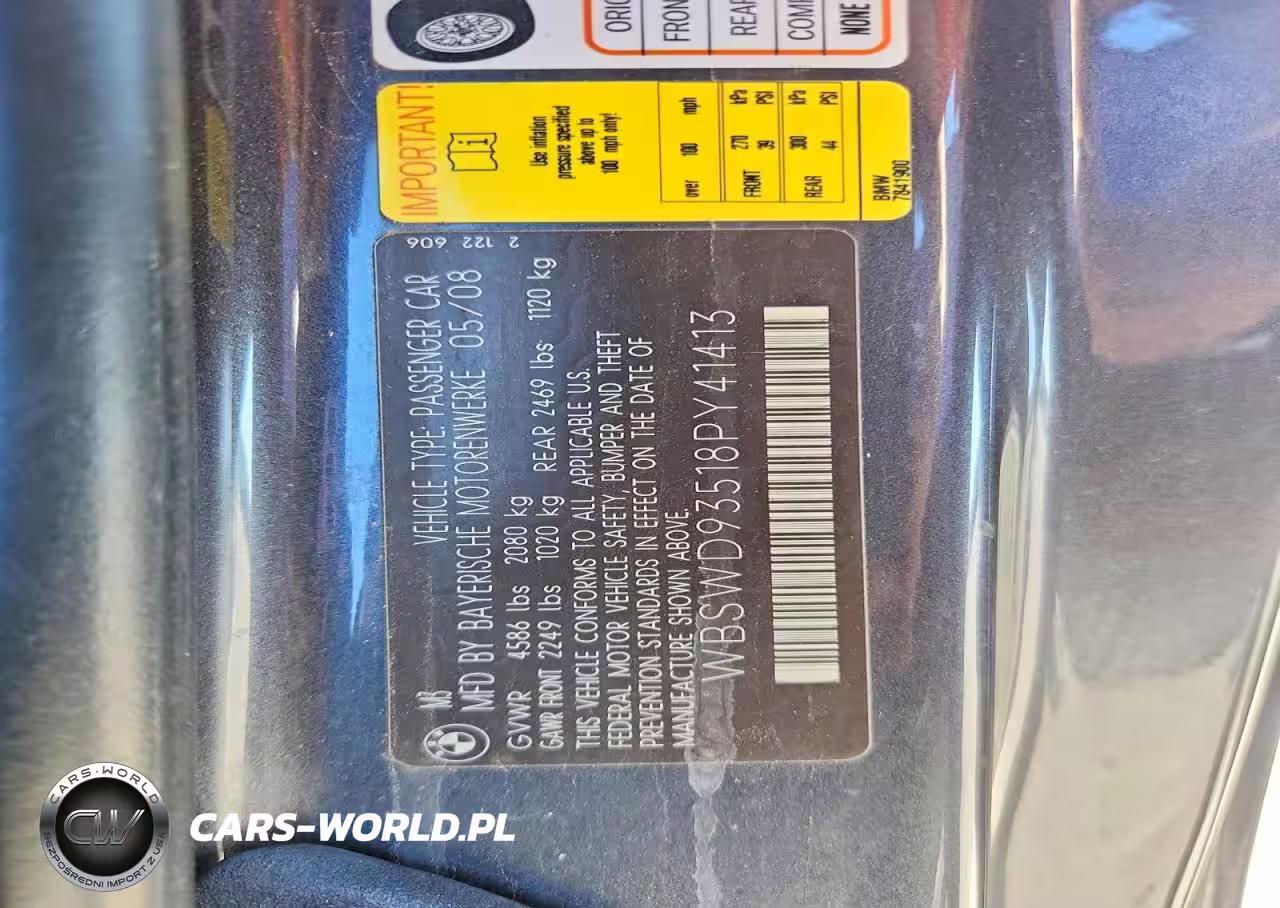 ORIG
FRON
REAR
COMP
NONE
IMPORTANT!
Use inflation
pressure specified
above up to
100 mph only!
over 100 mph
FRONT 270 kPa
39 PSI
REAR 300 kPa
44 PSI
BMW
7841900
2 122 606
M3
VEHICLE TYPE: PASSENGER CAR
MFD BY BAYERISCHE MOTORENWERKE 05/08
GVWR 4586 lbs 2080 kg
GAWR FRONT 2249 lbs 1020 kg REAR 2469 lbs 1120 kg
THIS VEHICLE CONFORMS TO ALL APPLICABLE U.S.
FEDERAL MOTOR VEHICLE SAFETY, BUMPER AND THEFT
PREVENTION STANDARDS IN EFFECT ON THE DATE OF
MANUFACTURE SHOWN ABOVE.
WBSWD93518PY41413
CARS-WORLD
CW
BEZPOŚREDNI IMPORT Z USA
CARS-WORLD.PL